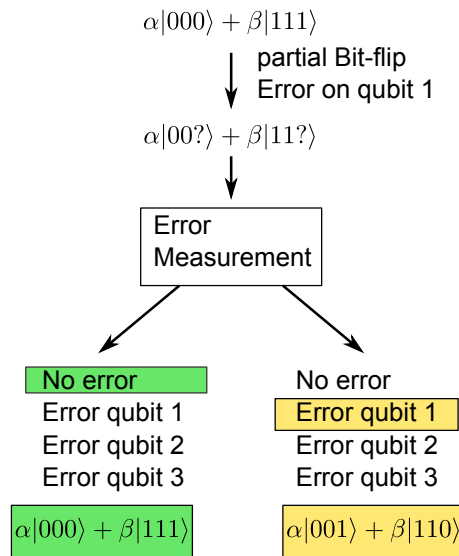 α|000⟩ + β|111⟩
partial Bit-flip
Error on qubit 1
α|00?⟩ + β|11?⟩
Error
Measurement
No error
Error qubit 1
Error qubit 2
Error qubit 3
α|000⟩ + β|111⟩
No error
Error qubit 1
Error qubit 2
Error qubit 3
α|001⟩ + β|110⟩